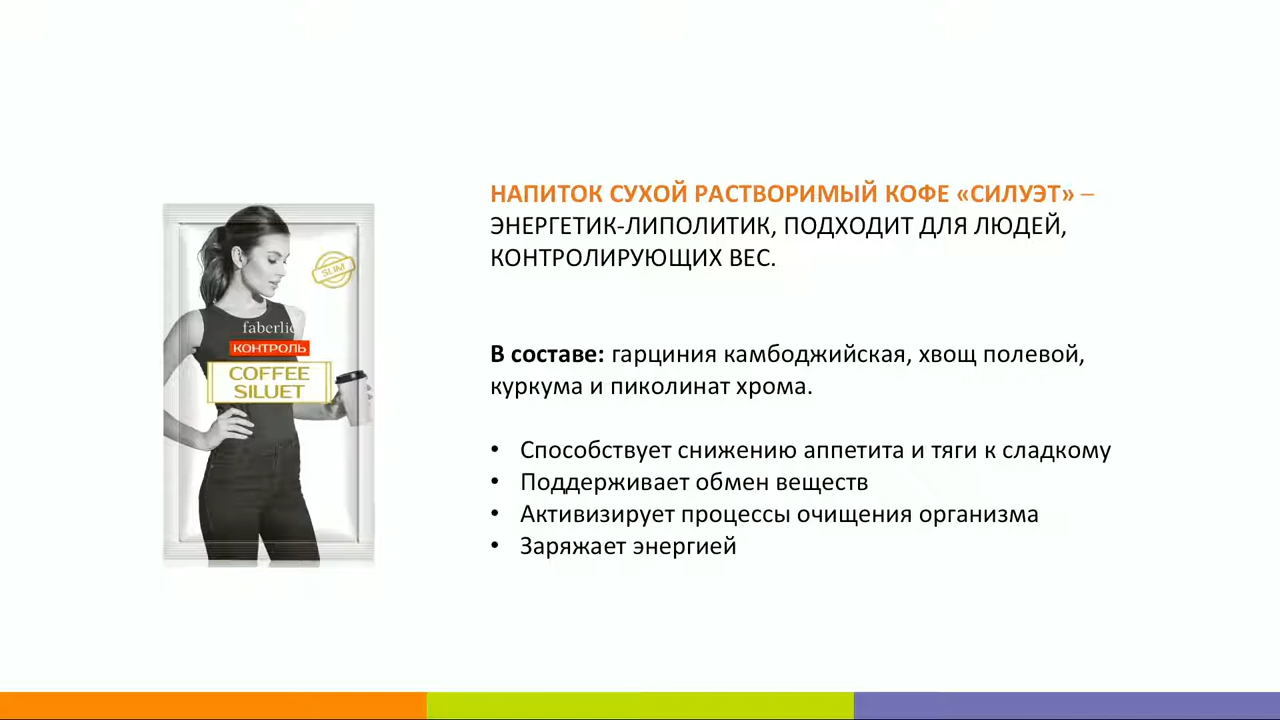 НАПИТОК СУХОЙ РАСТВОРИМЫЙ КОФЕ «СИЛУЭТ» –
ЭНЕРГЕТИК-ЛИПОЛИТИК, ПОДХОДИТ ДЛЯ ЛЮДЕЙ,
КОНТРОЛИРУЮЩИХ ВЕС.
SLIM
faberlic
КОНТРОЛЬ
COFFEE
SILUET
В составе: гарциния камбоджийская, хвощ полевой,
куркума и пиколинат хрома.
• Способствует снижению аппетита и тяги к сладкому
• Поддерживает обмен веществ
• Активизирует процессы очищения организма
• Заряжает энергией